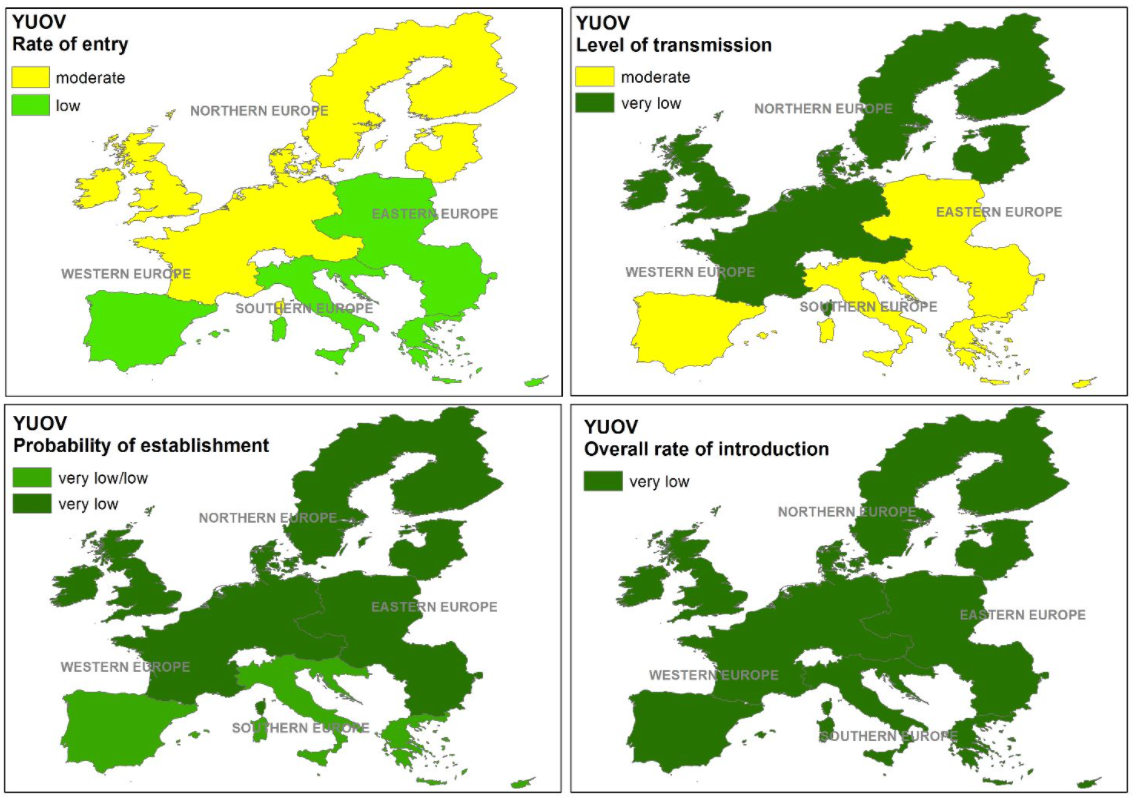 YUOV
Rate of entry
moderate
low
NORTHERN EUROPE
EASTERN EUROPE
WESTERN EUROPE
SOUTHERN EUROPE
YUOV
Level of transmission
moderate
very low
NORTHERN EUROPE
EASTERN EUROPE
WESTERN EUROPE
SOUTHERN EUROPE
YUOV
Probability of establishment
very low/low
very low
NORTHERN EUROPE
EASTERN EUROPE
WESTERN EUROPE
SOUTHERN EUROPE
YUOV
Overall rate of introduction
very low
NORTHERN EUROPE
EASTERN EUROPE
WESTERN EUROPE
SOUTHERN EUROPE